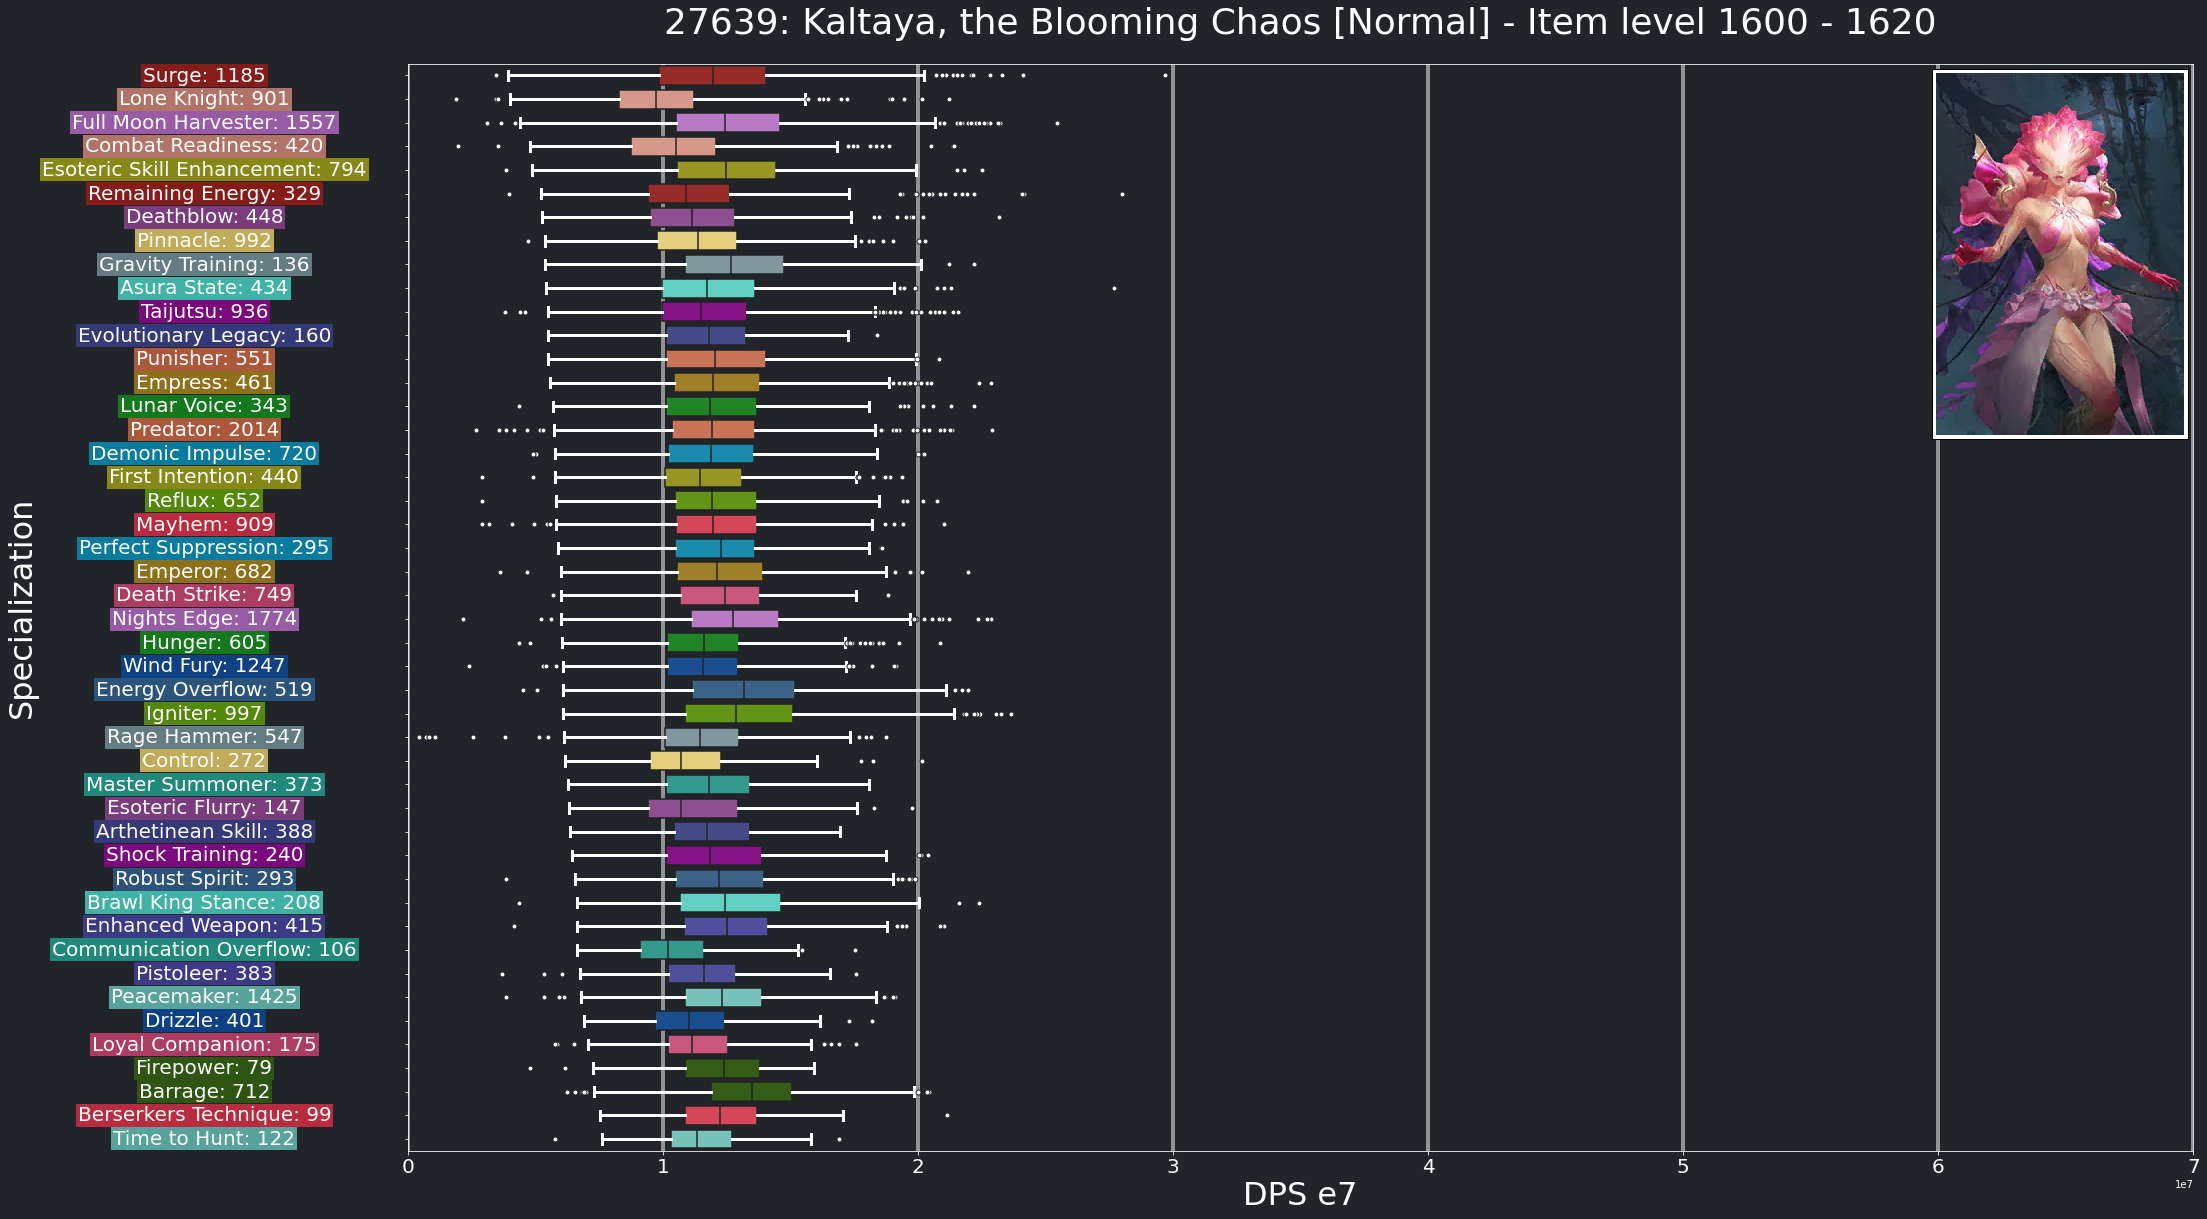 27639: Kaltaya, the Blooming Chaos [Normal] - Item level 1600 - 1620
Specialization
Surge: 1185
Lone Knight: 901
Full Moon Harvester: 1557
Combat Readiness: 420
Esoteric Skill Enhancement: 794
Remaining Energy: 329
Deathblow: 448
Pinnacle: 992
Gravity Training: 136
Asura State: 434
Taijutsu: 936
Evolutionary Legacy: 160
Punisher: 551
Empress: 461
Lunar Voice: 343
Predator: 2014
Demonic Impulse: 720
First Intention: 440
Reflux: 652
Mayhem: 909
Perfect Suppression: 295
Emperor: 682
Death Strike: 749
Nights Edge: 1774
Hunger: 605
Wind Fury: 1247
Energy Overflow: 519
Igniter: 997
Rage Hammer: 547
Control: 272
Master Summoner: 373
Esoteric Flurry: 147
Arthetinean Skill: 388
Shock Training: 240
Robust Spirit: 293
Brawl King Stance: 208
Enhanced Weapon: 415
Communication Overflow: 106
Pistoleer: 383
Peacemaker: 1425
Drizzle: 401
Loyal Companion: 175
Firepower: 79
Barrage: 712
Berserkers Technique: 99
Time to Hunt: 122
0 1 2 3 4 5 6 7
1e7
DPS e7